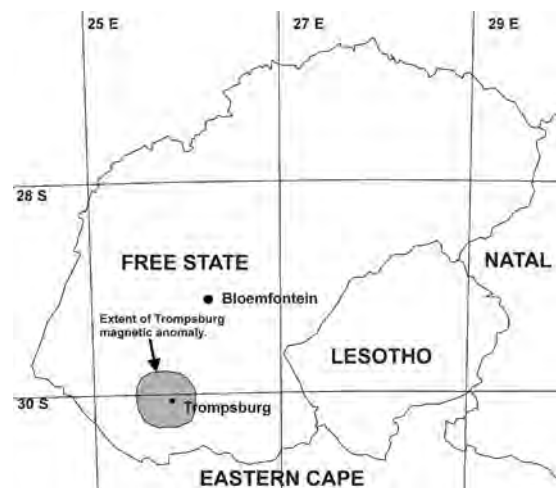 25 E
27 E
29 E
28 S
FREE STATE
NATAL
Bloemfontein
Extent of Trompsburg
magnetic anomaly.
LESOTHO
30 S
Trompsburg
EASTERN CAPE